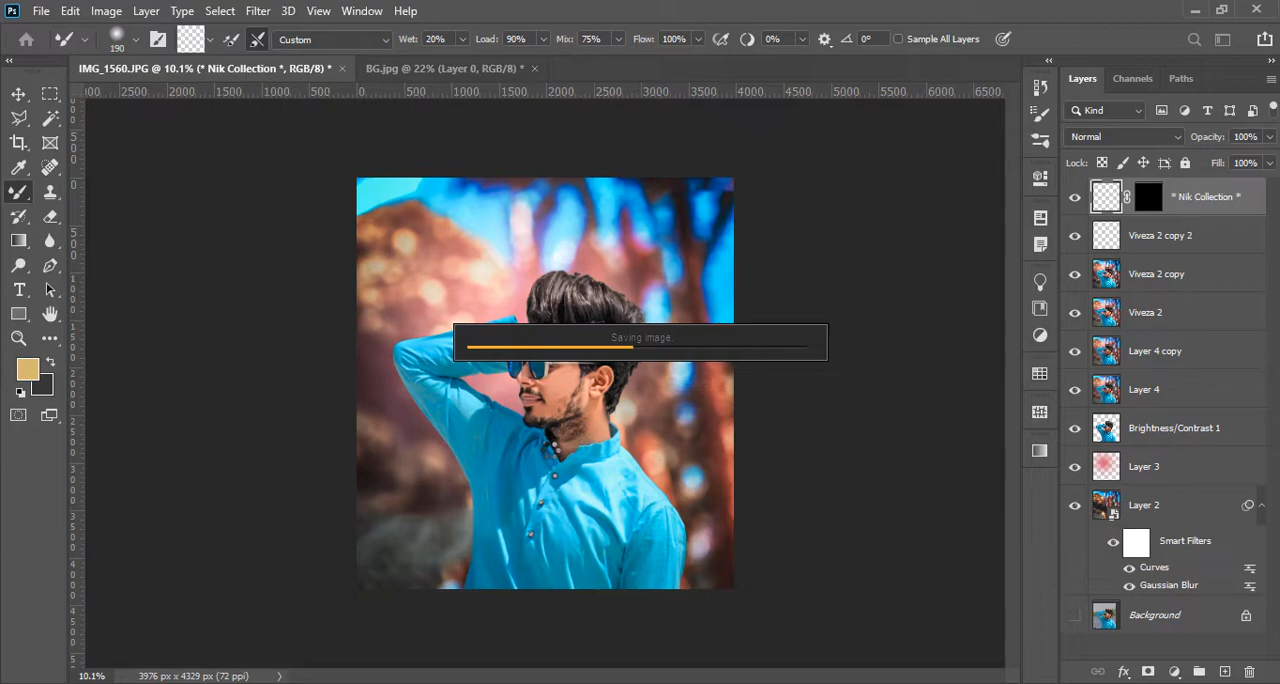 Ps File Edit Image Layer Type Select Filter 3D View Window Help
190 Custom Wet: 20% Load: 90% Mix: 75% Flow: 100% 0% 0° Sample All Layers
IMG_1560.JPG @ 10.1% (* Nik Collection *, RGB/8) * × BG.jpg @ 22% (Layer 0, RGB/8) * ×
2500 2000 1500 1000 500 0 500 1000 1500 2000 2500 3000 3500 4000 4500 5000 5500 6000 6500
Layers Channels Paths
Kind
Normal Opacity: 100%
Lock: Fill: 100%
* Nik Collection *
Viveza 2 copy 2
Viveza 2 copy
Viveza 2
Saving image.
Layer 4 copy
Layer 4
Brightness/Contrast 1
Layer 3
Layer 2
Smart Filters
Curves
Gaussian Blur
Background
10.1% 3976 px x 4329 px (72 ppi)